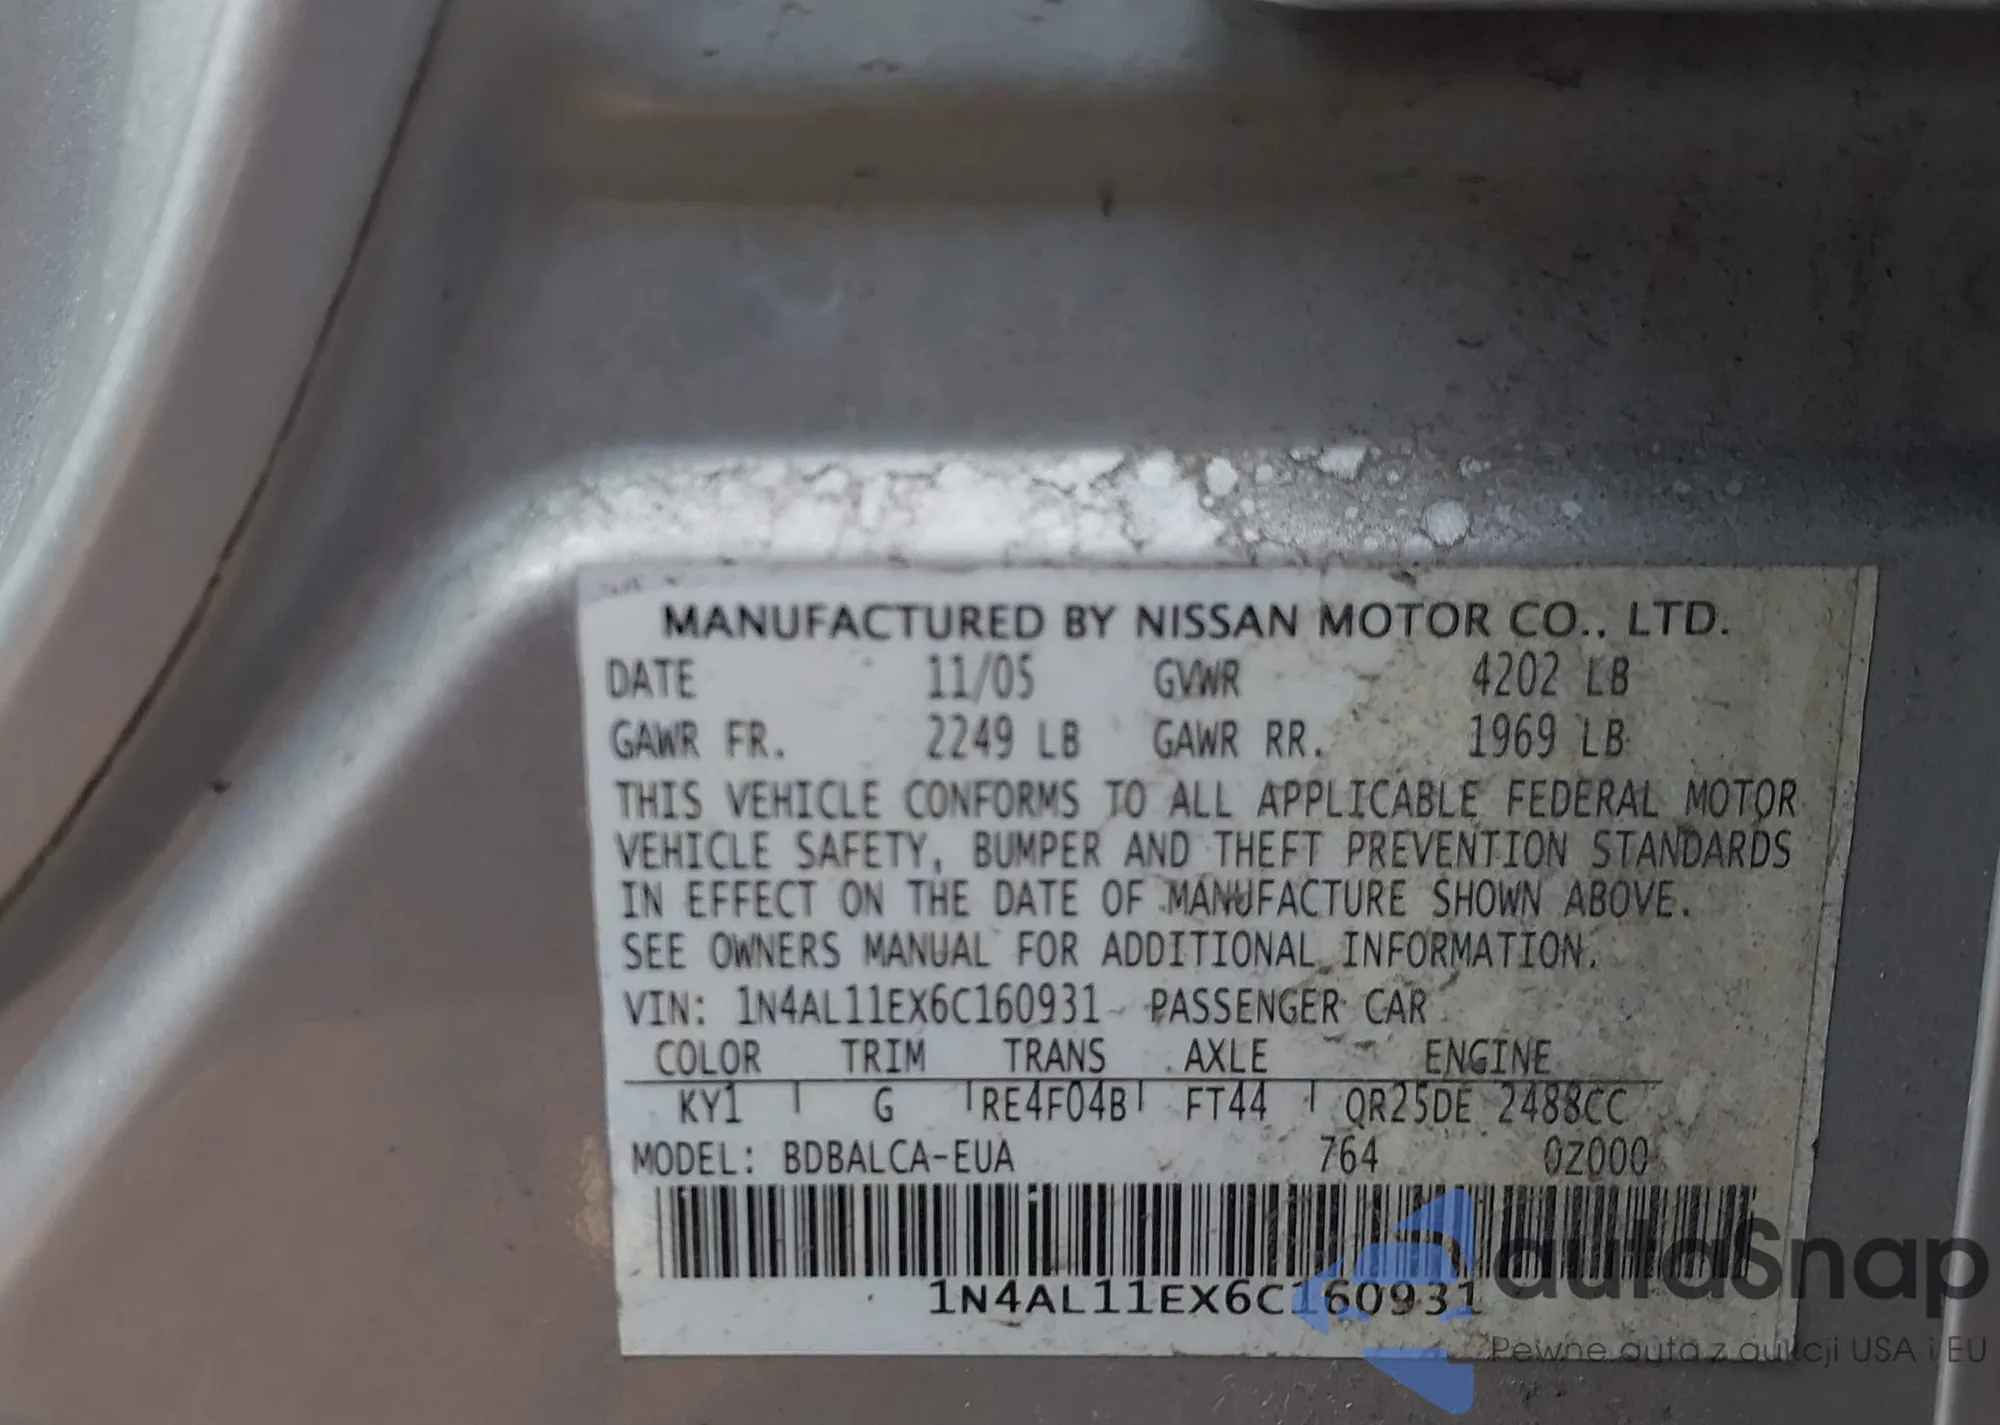 MANUFACTURED BY NISSAN MOTOR CO., LTD.
DATE 11/05 GVWR 4202 LB
GAWR FR. 2249 LB GAWR RR. 1969 LB
THIS VEHICLE CONFORMS TO ALL APPLICABLE FEDERAL MOTOR
VEHICLE SAFETY, BUMPER AND THEFT PREVENTION STANDARDS
IN EFFECT ON THE DATE OF MANUFACTURE SHOWN ABOVE.
SEE OWNERS MANUAL FOR ADDITIONAL INFORMATION.
VIN: 1N4AL11EX6C160931 PASSENGER CAR
COLOR TRIM TRANS AXLE ENGINE
KY1 G RE4F04B FT44 QR25DE 2488CC
MODEL: BDBALCA-EUA 764 0Z000
1N4AL11EX6C160931
autaSnap
Pewne auta z aukcji USA i EU